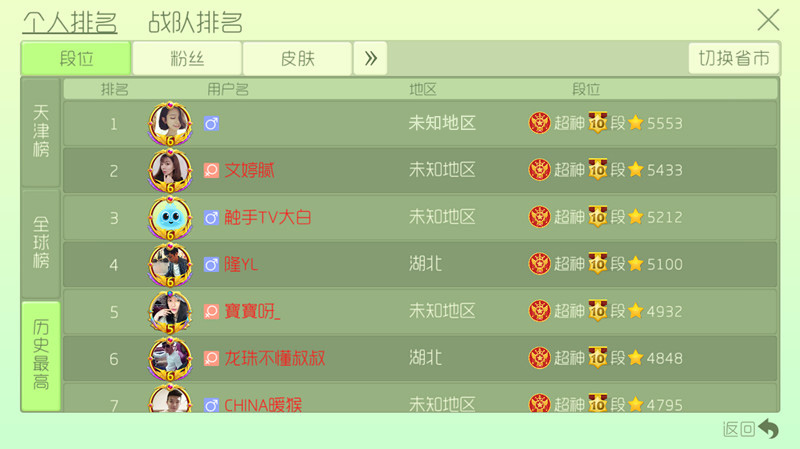 个人排名 战队排名
段位 粉丝 皮肤 » 切换省市
天津榜
全球榜
历史最高
排名 用户名 地区 段位
1 6 未知地区 超神 10 段 5553
2 6 文婷腻 未知地区 超神 10 段 5433
3 6 触手TV大白 未知地区 超神 10 段 5212
4 6 隆YL 湖北 超神 10 段 5100
5 5 寶寶呀_ 未知地区 超神 10 段 4932
6 6 龙珠不懂叔叔 湖北 超神 10 段 4848
7 CHINA暖猴 未知地区 超神 10 段 4795
返回